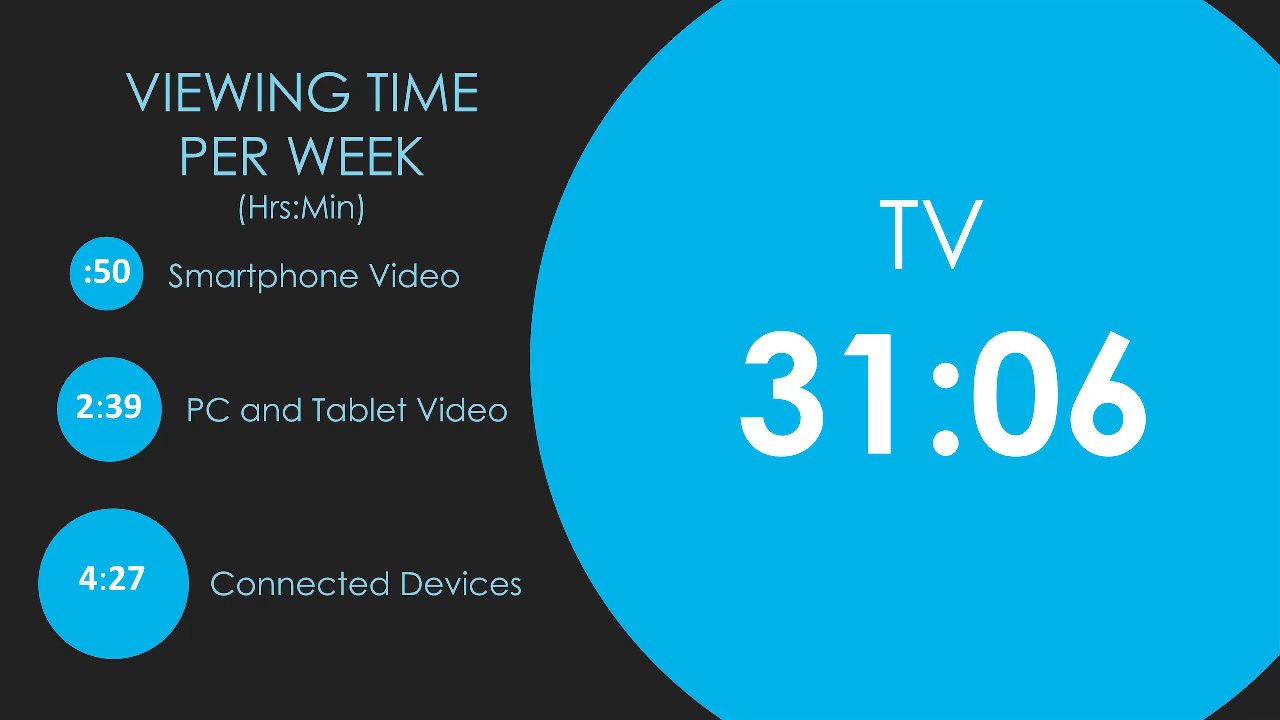 VIEWING TIME
PER WEEK
(Hrs:Min)
:50 Smartphone Video
2:39 PC and Tablet Video
4:27 Connected Devices
TV
31:06